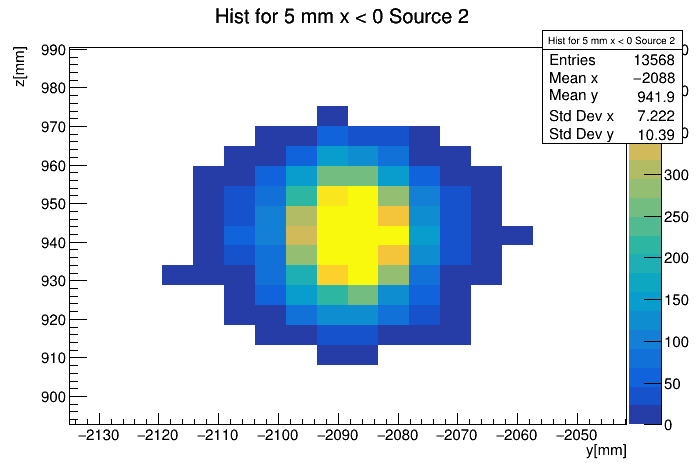 Hist for 5 mm x < 0 Source 2
Hist for 5 mm x < 0 Source 2
Entries 13568
Mean x −2088
Mean y 941.9
Std Dev x 7.222
Std Dev y 10.39
z[mm]
990
980
970
960
950
940
930
920
910
900
300
250
200
150
100
50
0
−2130 −2120 −2110 −2100 −2090 −2080 −2070 −2060 −2050
y[mm]